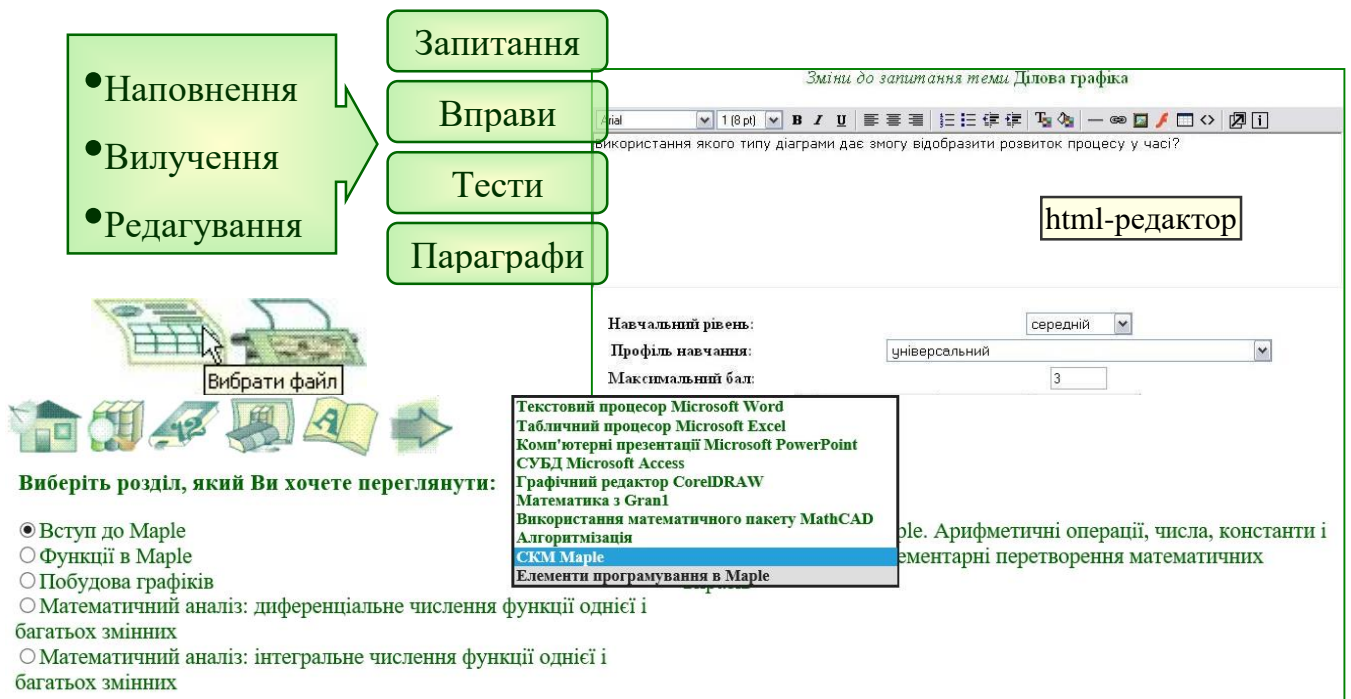 •Наповнення
•Вилучення
•Редагування
Запитання
Вправи
Тести
Параграфи
Зміни до запитання теми Ділова графіка
Arial 1 (8 pt) B I U
використання якого типу діаграми дає змогу відобразити розвиток процесу у часі?
html-редактор
Навчальний рівень: середній
Профіль навчання: універсальний
Максимальний бал: 3
Вибрати файл
Текстовий процесор Microsoft Word
Табличний процесор Microsoft Excel
Комп'ютерні презентації Microsoft PowerPoint
СУБД Microsoft Access
Графічний редактор CorelDRAW
Математика з Gran1
Використання математичного пакету MathCAD
Алгоритмізація
СКМ Maple
Елементи програмування в Maple
Виберіть розділ, який Ви хочете переглянути:
Вступ до Maple
Функції в Maple
Побудова графіків
Математичний аналіз: диференціальне числення функції однієї і
багатьох змінних
Математичний аналіз: інтегральне числення функції однієї і
багатьох змінних
ple. Арифметичні операції, числа, константи і
ементарні перетворення математичних